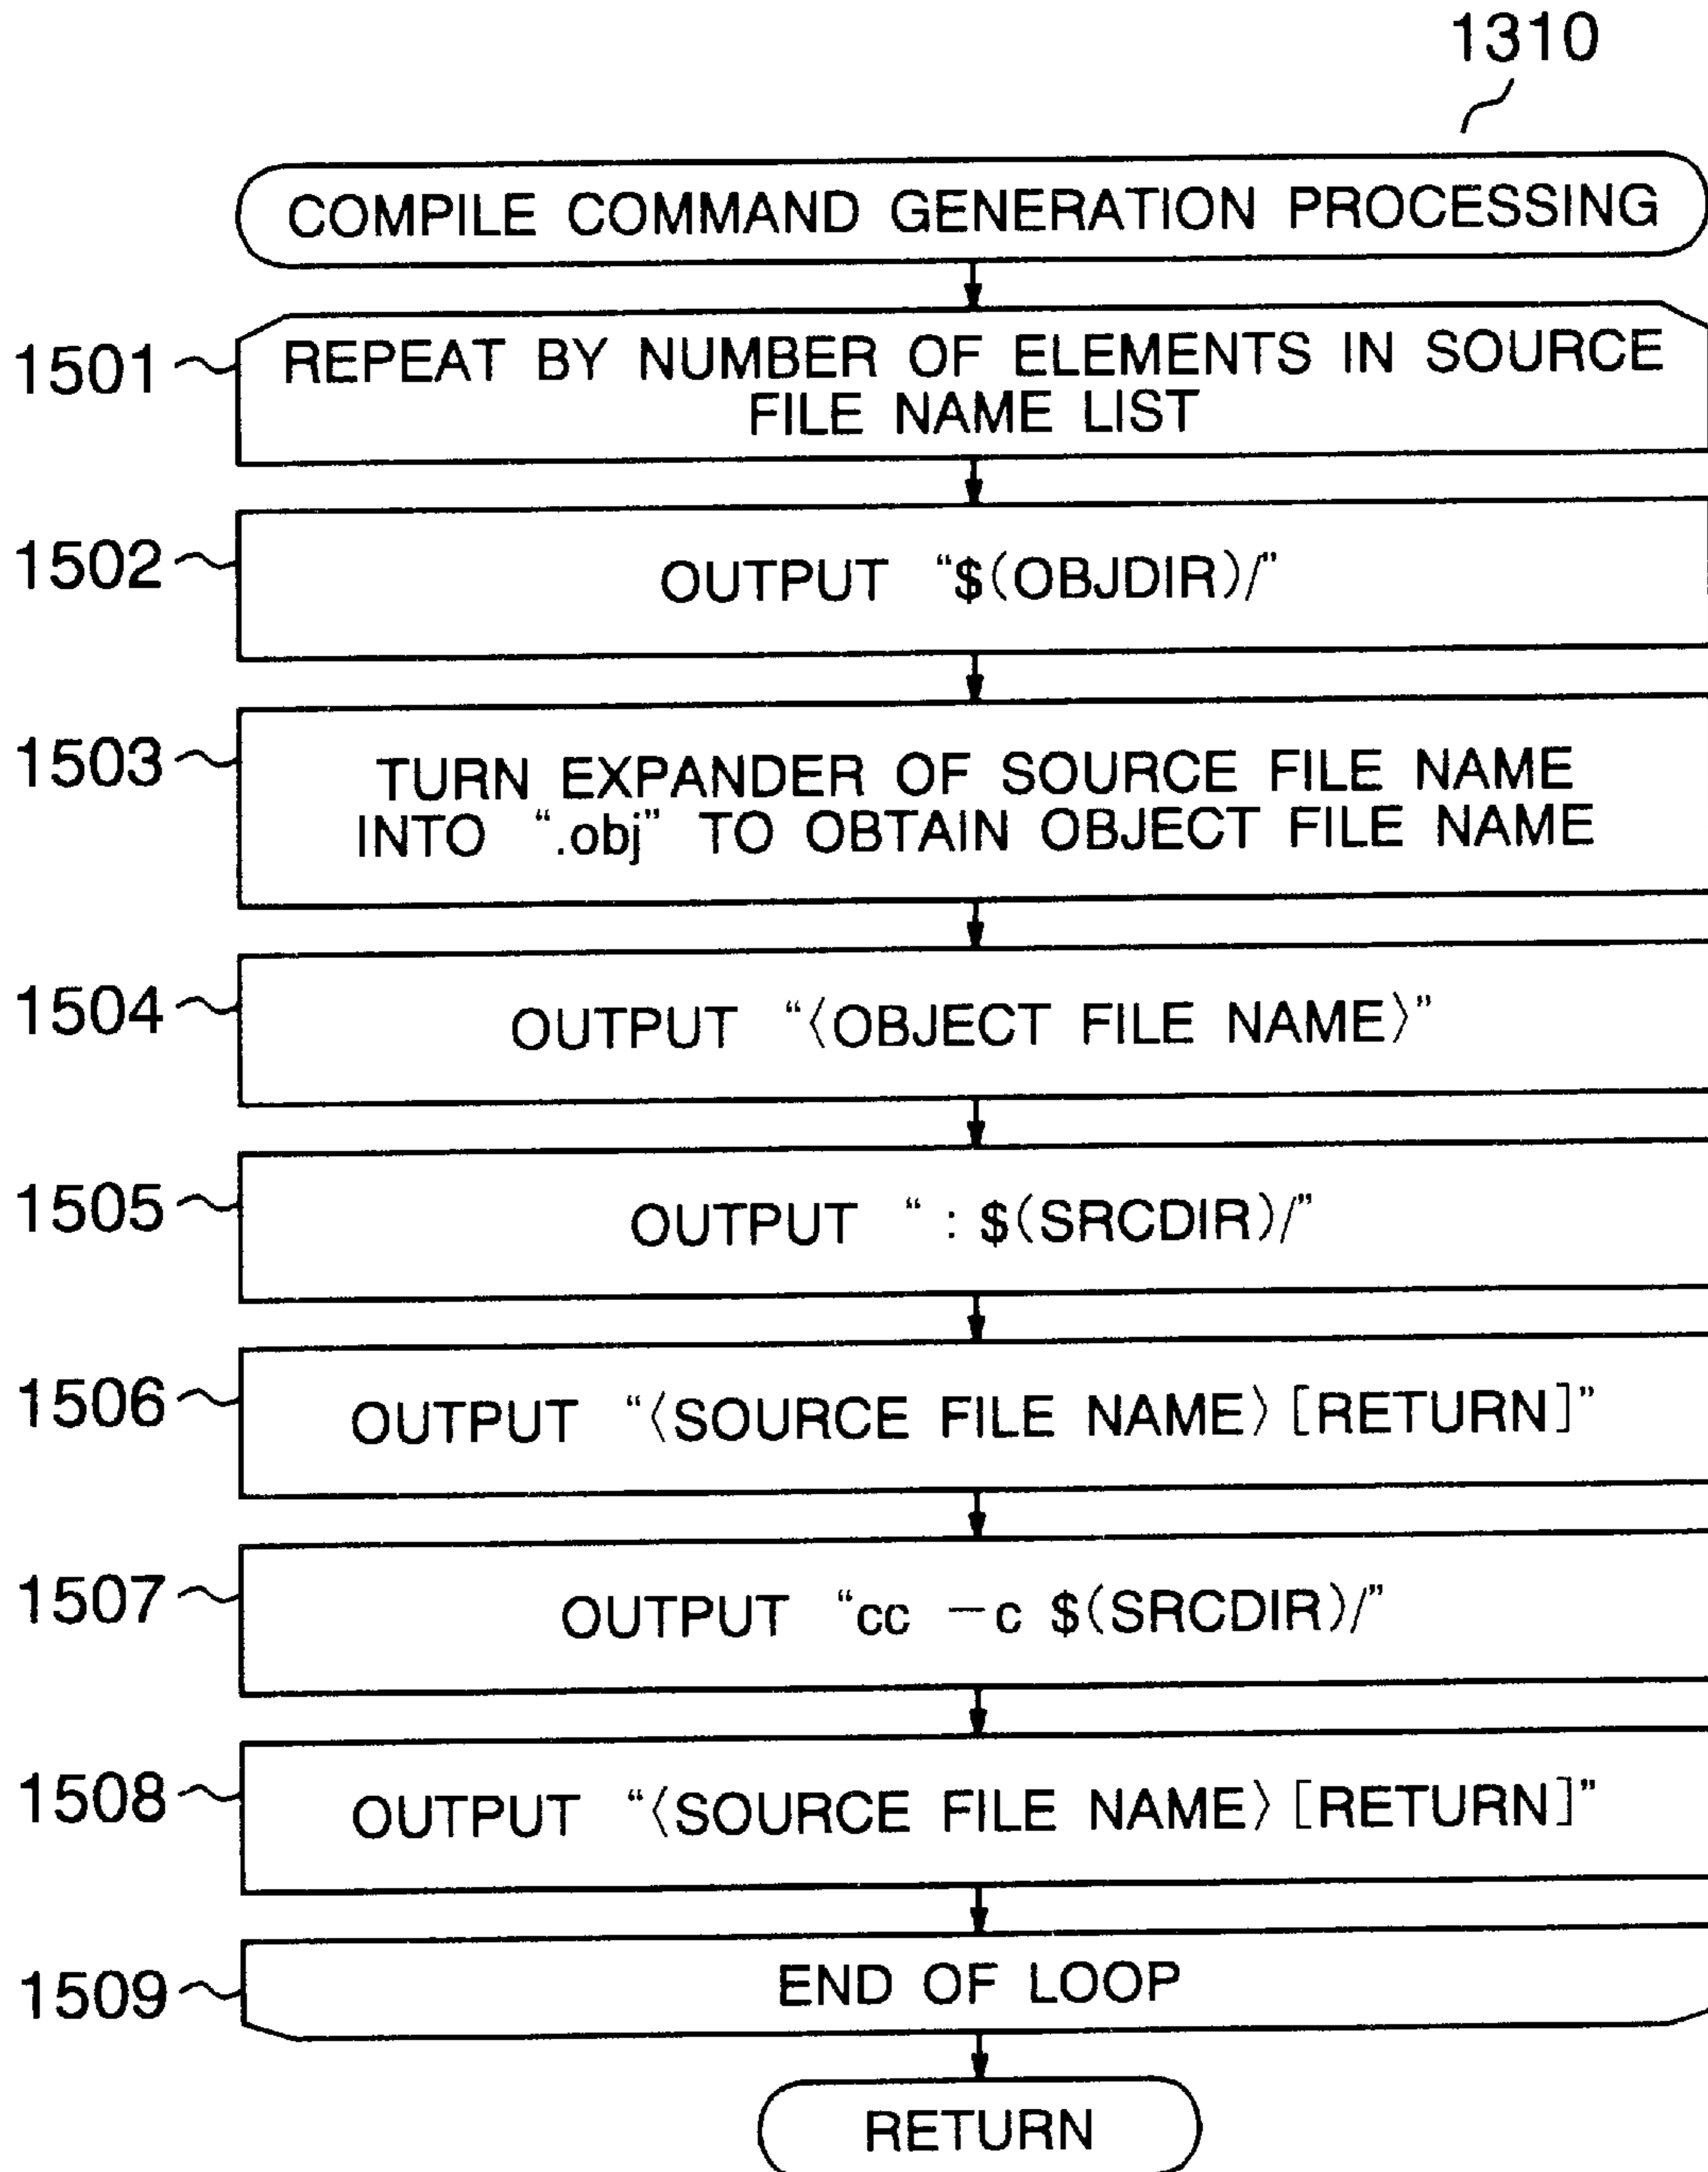 1310
COMPILE COMMAND GENERATION PROCESSING
1501
REPEAT BY NUMBER OF ELEMENTS IN SOURCE
FILE NAME LIST
1502
OUTPUT “$(OBJDIR)/”
1503
TURN EXPANDER OF SOURCE FILE NAME
INTO “.obj” TO OBTAIN OBJECT FILE NAME
1504
OUTPUT “〈OBJECT FILE NAME〉”
1505
OUTPUT “ : $(SRCDIR)/”
1506
OUTPUT “〈SOURCE FILE NAME〉[RETURN]”
1507
OUTPUT “cc －c $(SRCDIR)/”
1508
OUTPUT “〈SOURCE FILE NAME〉[RETURN]”
1509
END OF LOOP
RETURN